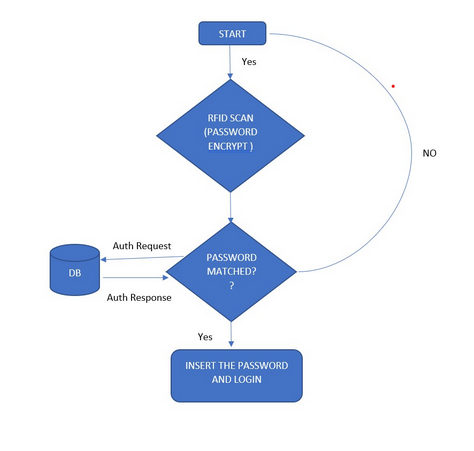 START
Yes
RFID SCAN
(PASSWORD
ENCRYPT )
NO
Auth Request
PASSWORD
MATCHED?
?
DB
Auth Response
Yes
INSERT THE PASSWORD
AND LOGIN